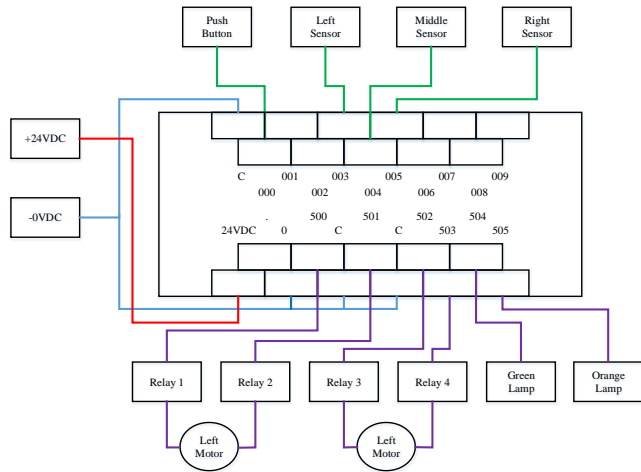 Push
Button
Left
Sensor
Middle
Sensor
Right
Sensor
+24VDC
-0VDC
C 001 003 005 007 009
000 002 004 006 008
. 500 501 502 504
24VDC 0 C C 503 505
Relay 1
Relay 2
Relay 3
Relay 4
Green
Lamp
Orange
Lamp
Left
Motor
Left
Motor